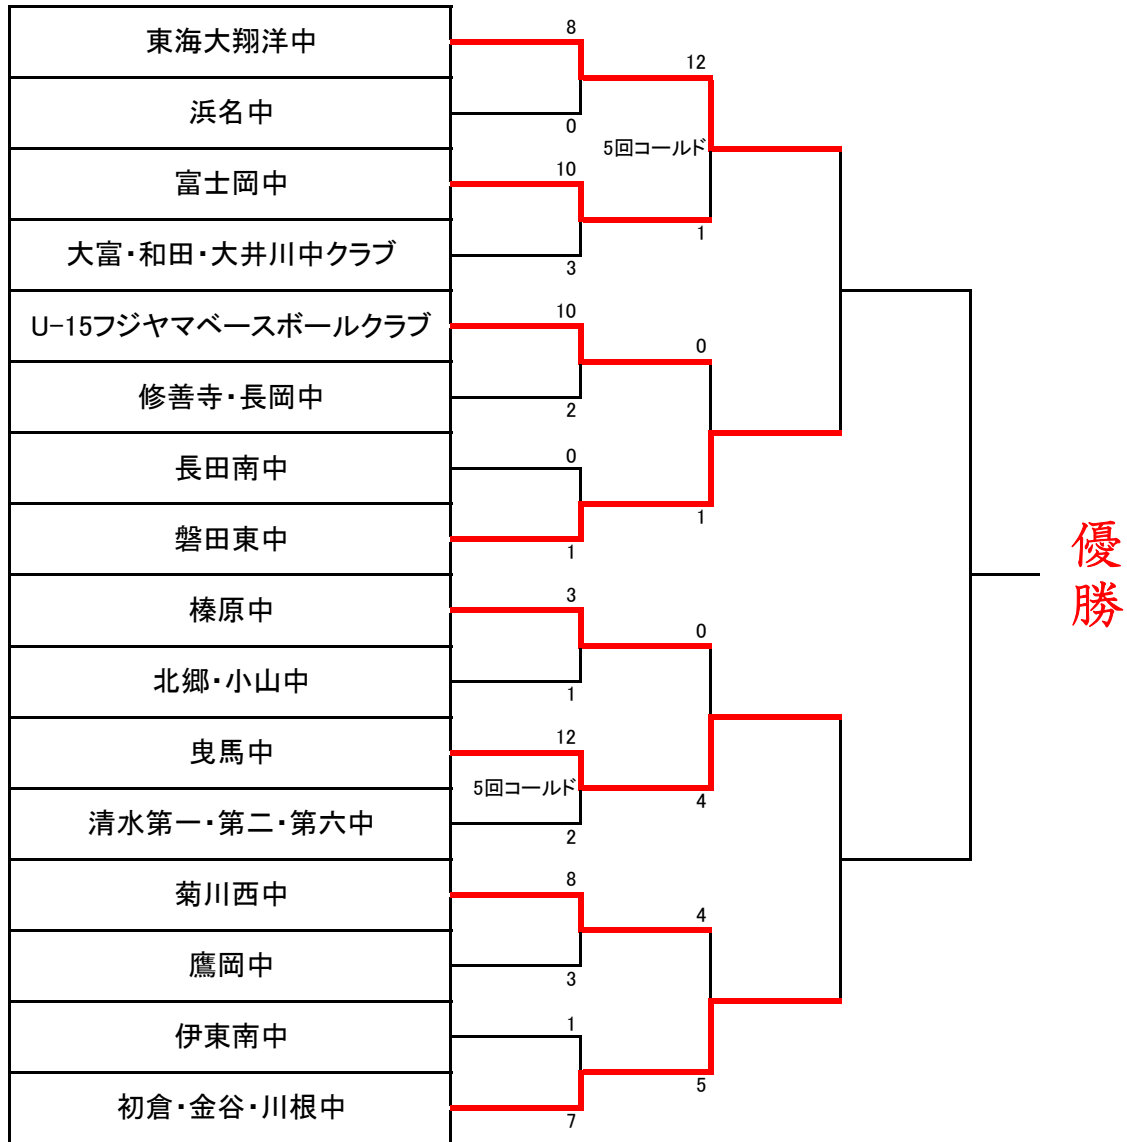 東海大翔洋中
8
12
浜名中
0
5回コールド
富士岡中
10
1
大富・和田・大井川中クラブ
3
U-15フジヤマベースボールクラブ
10
0
修善寺・長岡中
2
長田南中
0
1
磐田東中
1
優勝
榛原中
3
0
北郷・小山中
1
曳馬中
12
5回コールド
4
清水第一・第二・第六中
2
菊川西中
8
4
鷹岡中
3
伊東南中
1
5
初倉・金谷・川根中
7